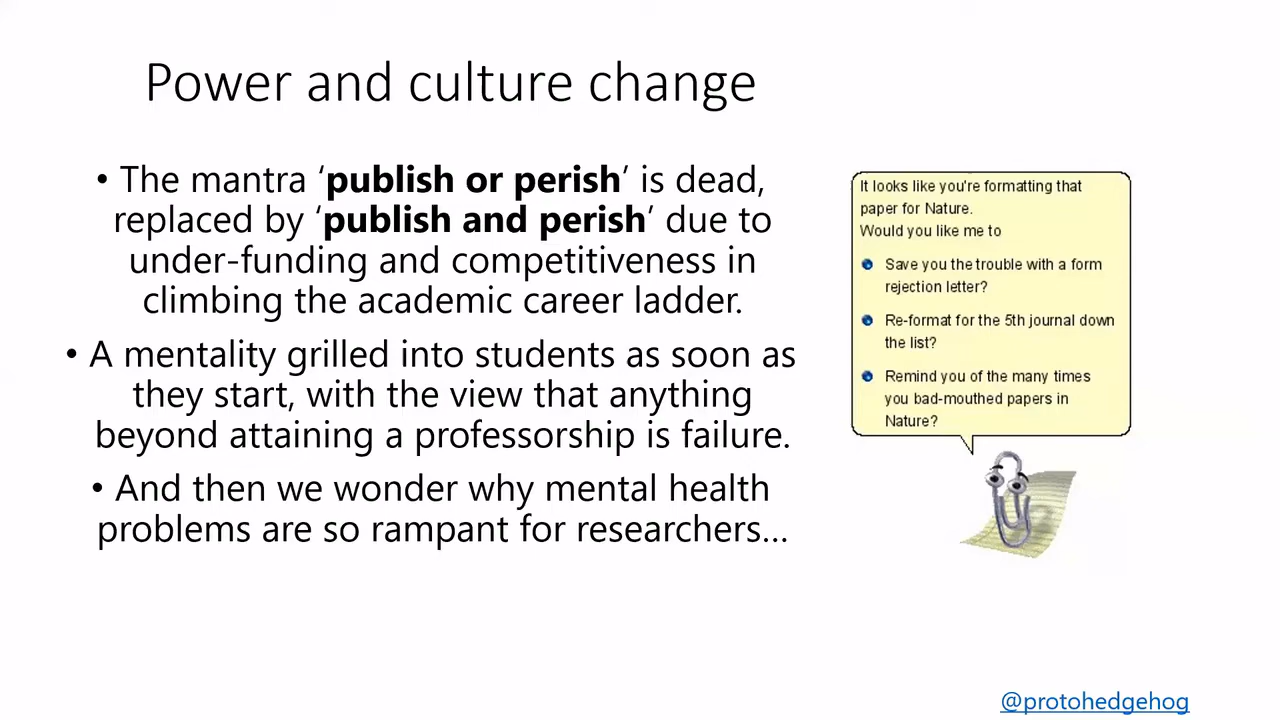 Power and culture change
• The mantra ‘publish or perish’ is dead,
replaced by ‘publish and perish’ due to
under-funding and competitiveness in
climbing the academic career ladder.
• A mentality grilled into students as soon as
they start, with the view that anything
beyond attaining a professorship is failure.
• And then we wonder why mental health
problems are so rampant for researchers...
It looks like you're formatting that
paper for Nature.
Would you like me to
Save you the trouble with a form
rejection letter?
Re-format for the 5th journal down
the list?
Remind you of the many times
you bad-mouthed papers in
Nature?
@protohedgehog